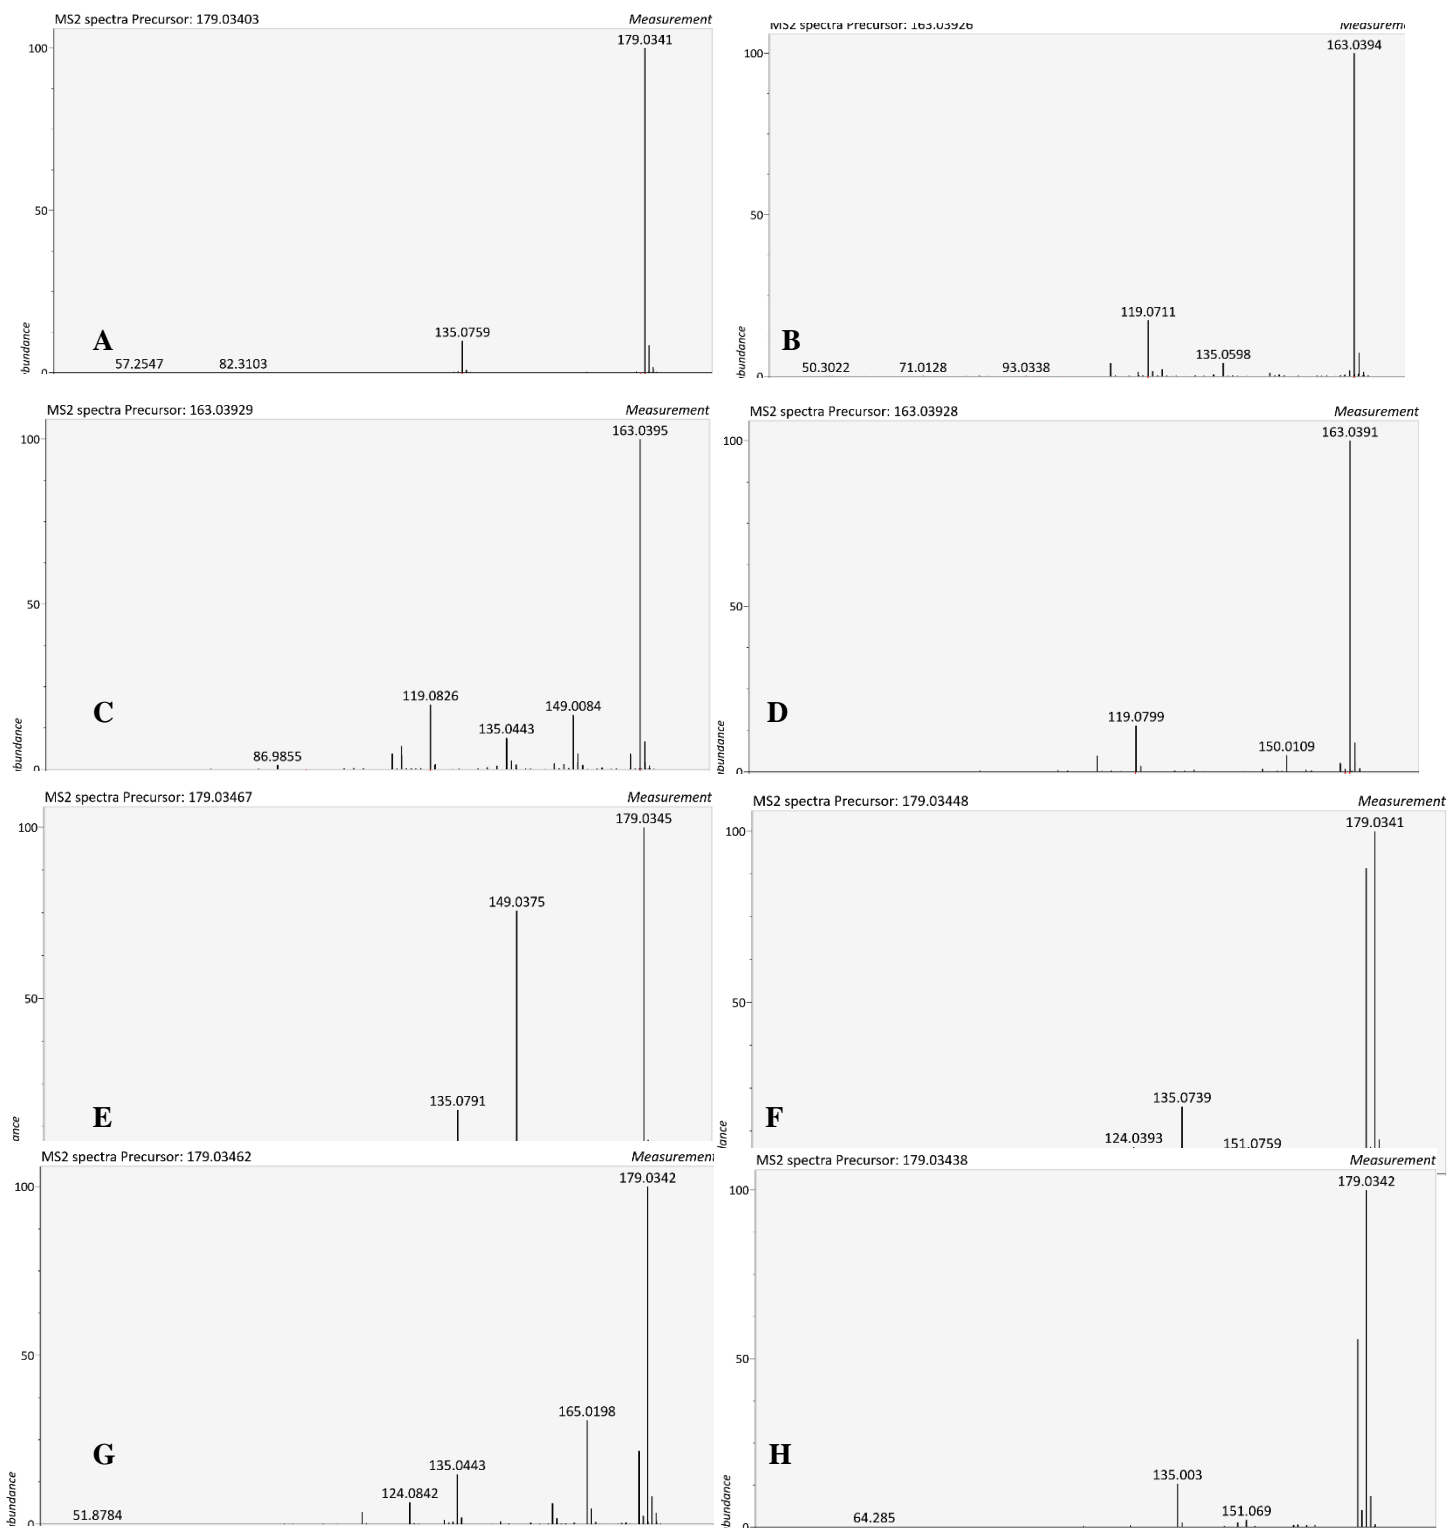 MS2 spectra Precursor: 179.03403 Measurement
100
179.0341
50
135.0759
A
57.2547 82.3103
0
bundance
MS2 spectra Precursor: 163.03926 Measurem
100
163.0394
50
119.0711
135.0598
B
50.3022 71.0128 93.0338
0
bundance
MS2 spectra Precursor: 163.03929 Measurement
100
163.0395
50
119.0826
149.0084
C
135.0443
86.9855
0
bundance
MS2 spectra Precursor: 163.03928 Measurement
100
163.0391
50
119.0799
D
150.0109
0
bundance
MS2 spectra Precursor: 179.03467 Measurement
100
179.0345
149.0375
50
135.0791
E
ance
MS2 spectra Precursor: 179.03448 Measurement
100
179.0341
50
135.0739
F
124.0393 151.0759
dance
MS2 spectra Precursor: 179.03462 Measurement
100
179.0342
50
165.0198
G
135.0443
124.0842
51.8784
0
bundance
MS2 spectra Precursor: 179.03438 Measurement
100
179.0342
50
H
135.003
151.069
64.285
0
bundance